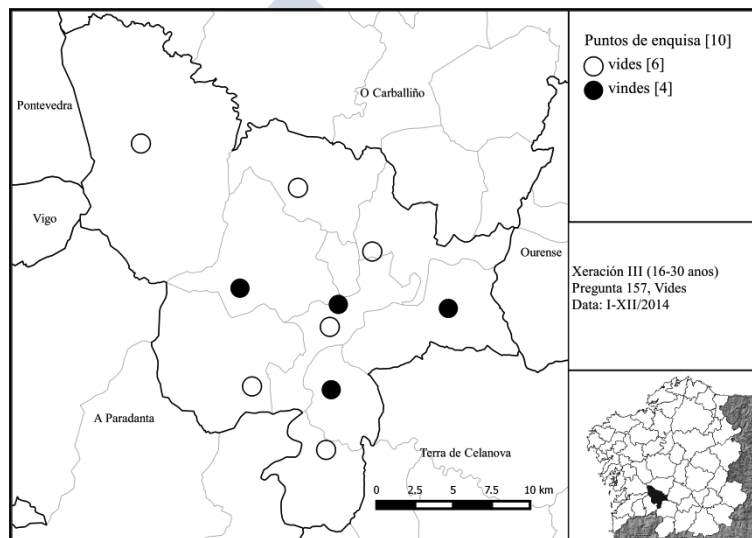 Puntos de enquisa [10]
vides [6]
vindes [4]
Pontevedra
O Carballiño
Vigo
Ourense
A Paradanta
Terra de Celanova
0 2,5 5 7.5 10 km
Xeración III (16-30 anos)
Pregunta 157, Vides
Data: I-XII/2014